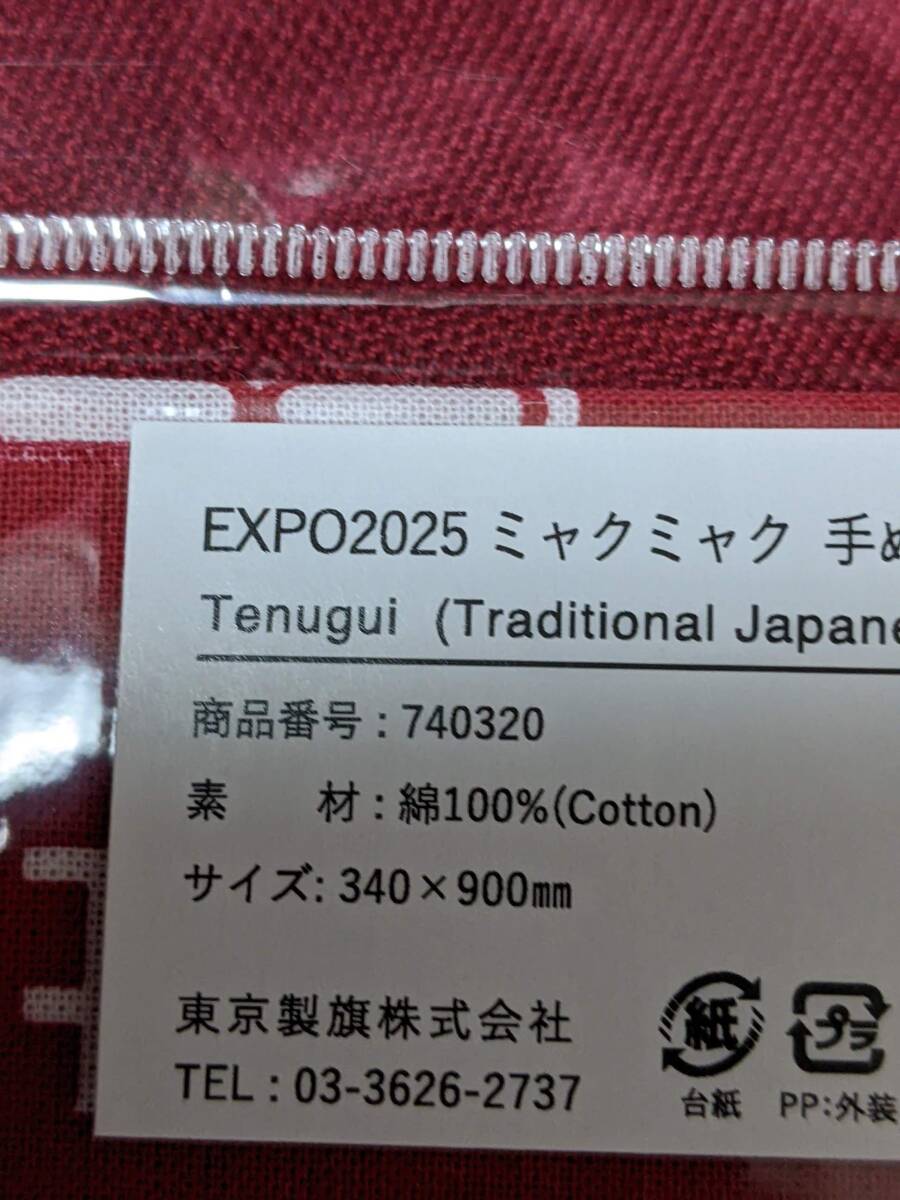 EXPO2025 ミャクミャク 手ぬ
Tenugui (Traditional Japane
商品番号 : 740320
素 材 : 綿100%(Cotton)
サイズ: 340×900㎜
東京製旗株式会社
TEL : 03-3626-2737
紙
プラ
台紙 PP:外装